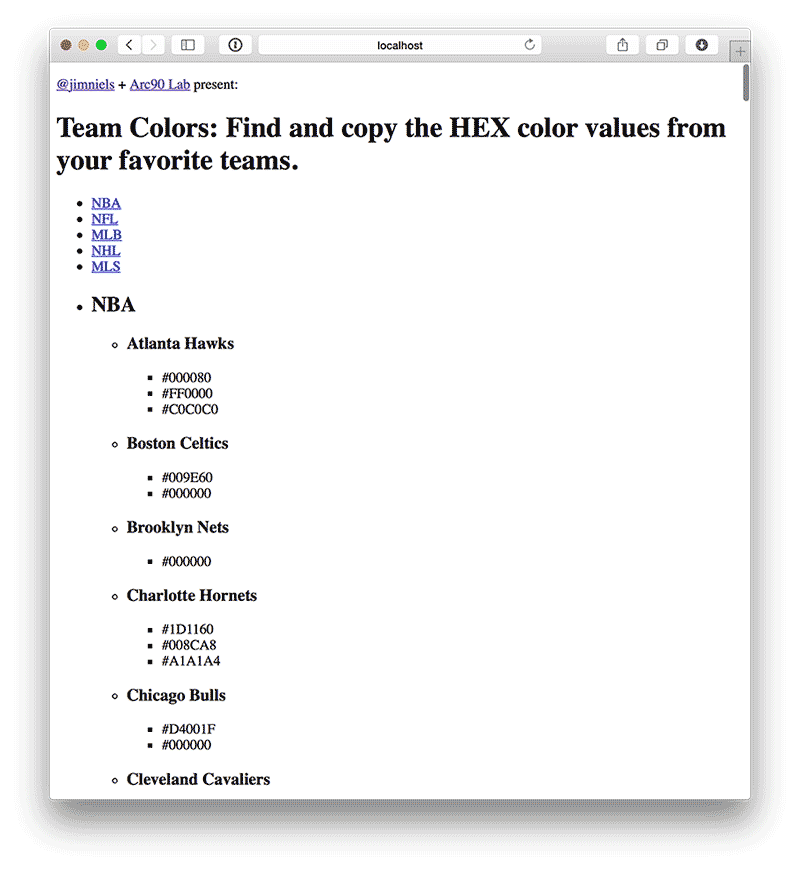 localhost
@jimniels + Arc90 Lab present:
Team Colors: Find and copy the HEX color values from
your favorite teams.
NBA
NFL
MLB
NHL
MLS
NBA
Atlanta Hawks
#000080
#FF0000
#C0C0C0
Boston Celtics
#009E60
#000000
Brooklyn Nets
#000000
Charlotte Hornets
#1D1160
#008CA8
#A1A1A4
Chicago Bulls
#D4001F
#000000
Cleveland Cavaliers